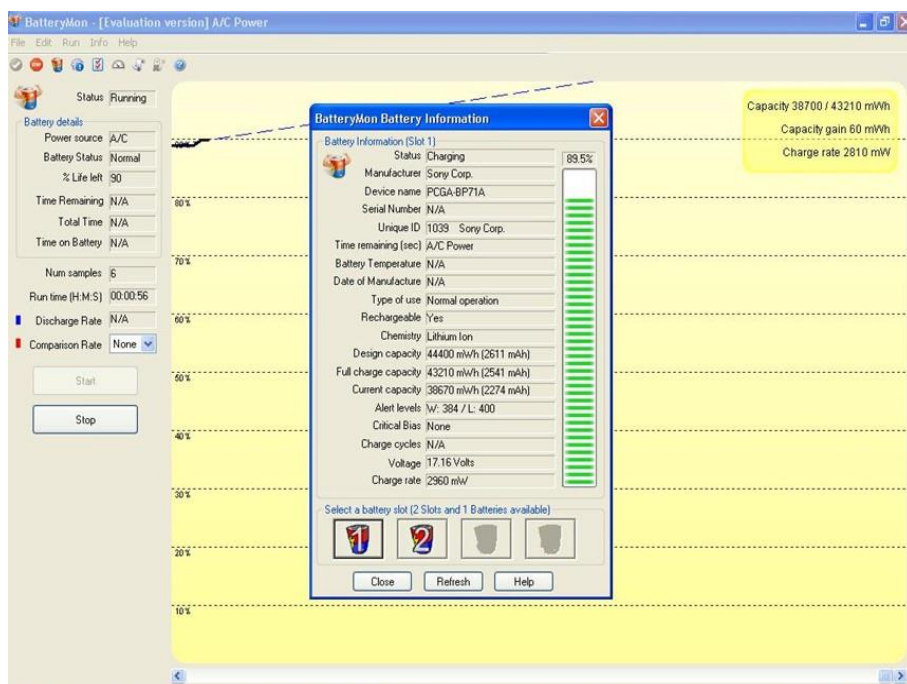 BatteryMon - [Evaluation version] A/C Power
File Edit Run Info Help
Status Running
Battery details
Power source A/C
Battery Status Normal
% Life left 90
Time Remaining N/A
Total Time N/A
Time on Battery N/A
Num samples 6
Run time (H:M:S) 00:00:56
Discharge Rate N/A
Comparison Rate None
Start
Stop
80%
70%
60%
50%
40%
30%
20%
10%
Capacity 38700 / 43210 mWh
Capacity gain 60 mWh
Charge rate 2810 mW
BatteryMon Battery Information
Battery Information (Slot 1)
Status Charging
89.5%
Manufacturer Sony Corp.
Device name PCGA-BP71A
Serial Number N/A
Unique ID 1039 Sony Corp.
Time remaining (sec) A/C Power
Battery Temperature N/A
Date of Manufacture N/A
Type of use Normal operation
Rechargeable Yes
Chemistry Lithium Ion
Design capacity 44400 mWh (2611 mAh)
Full charge capacity 43210 mWh (2541 mAh)
Current capacity 38670 mWh (2274 mAh)
Alert levels W: 384 / L: 400
Critical Bias None
Charge cycles N/A
Voltage 17.16 Volts
Charge rate 2960 mW
Select a battery slot (2 Slots and 1 Batteries available)
1 2
Close Refresh Help